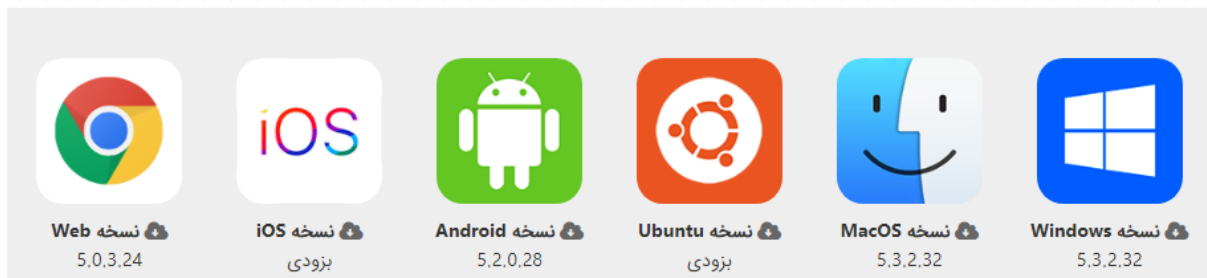 iOS
نسخه Windows
5,3,2,32
نسخه MacOS
5,3,2,32
نسخه Ubuntu
بزودی
نسخه Android
5,2,0,28
نسخه iOS
بزودی
نسخه Web
5,0,3,24